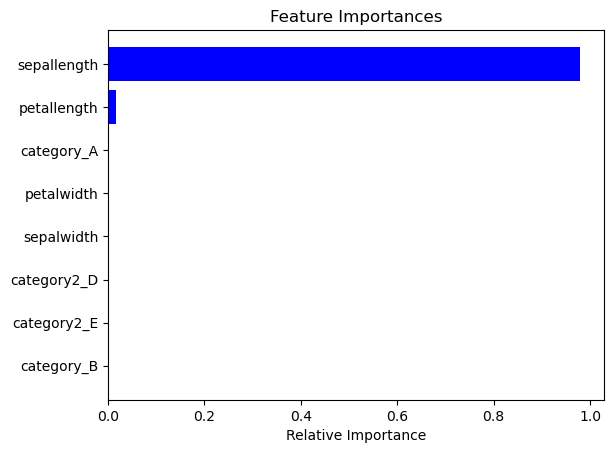 Feature Importances
sepallength
petallength
category_A
petalwidth
sepalwidth
category2_D
category2_E
category_B
0.0 0.2 0.4 0.6 0.8 1.0
Relative Importance